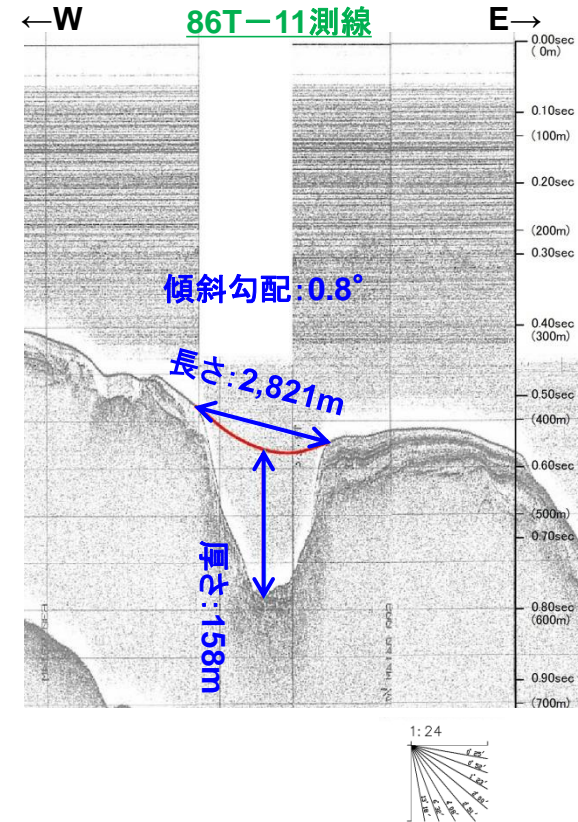 ←W
86T－11測線
E→
0.00sec
( 0m)
0.10sec
(100m)
0.20sec
(200m)
0.30sec
傾斜勾配：0.8°
0.40sec
(300m)
長さ：2,821m
0.50sec
(400m)
0.60sec
(500m)
0.70sec
厚さ：158m
0.80sec
(600m)
0.90sec
(700m)
1:24